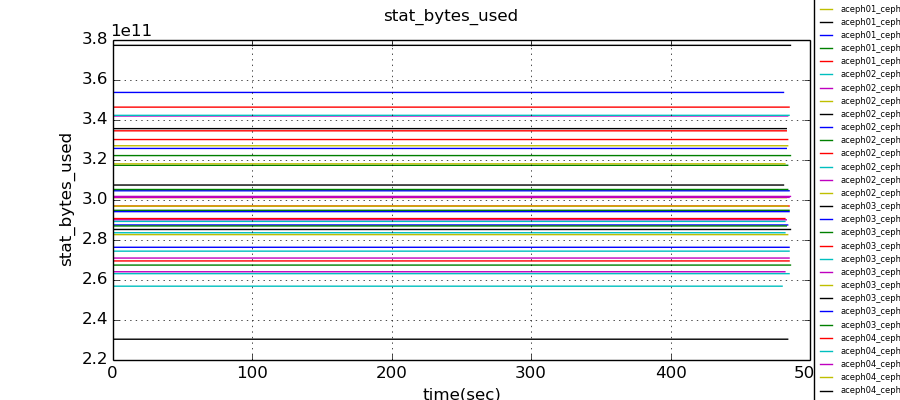 stat_bytes_used
1e11
3.8
3.6
3.4
3.2
3.0
2.8
2.6
2.4
2.2
stat_bytes_used
0
100
200
300
400
50
time(sec)
aceph01_ceph
aceph01_ceph
aceph01_ceph
aceph01_ceph
aceph01_ceph
aceph02_ceph
aceph02_ceph
aceph02_ceph
aceph02_ceph
aceph02_ceph
aceph02_ceph
aceph02_ceph
aceph02_ceph
aceph02_ceph
aceph02_ceph
aceph03_ceph
aceph03_ceph
aceph03_ceph
aceph03_ceph
aceph03_ceph
aceph03_ceph
aceph03_ceph
aceph03_ceph
aceph03_ceph
aceph03_ceph
aceph04_ceph
aceph04_ceph
aceph04_ceph
aceph04_ceph
aceph04_ceph